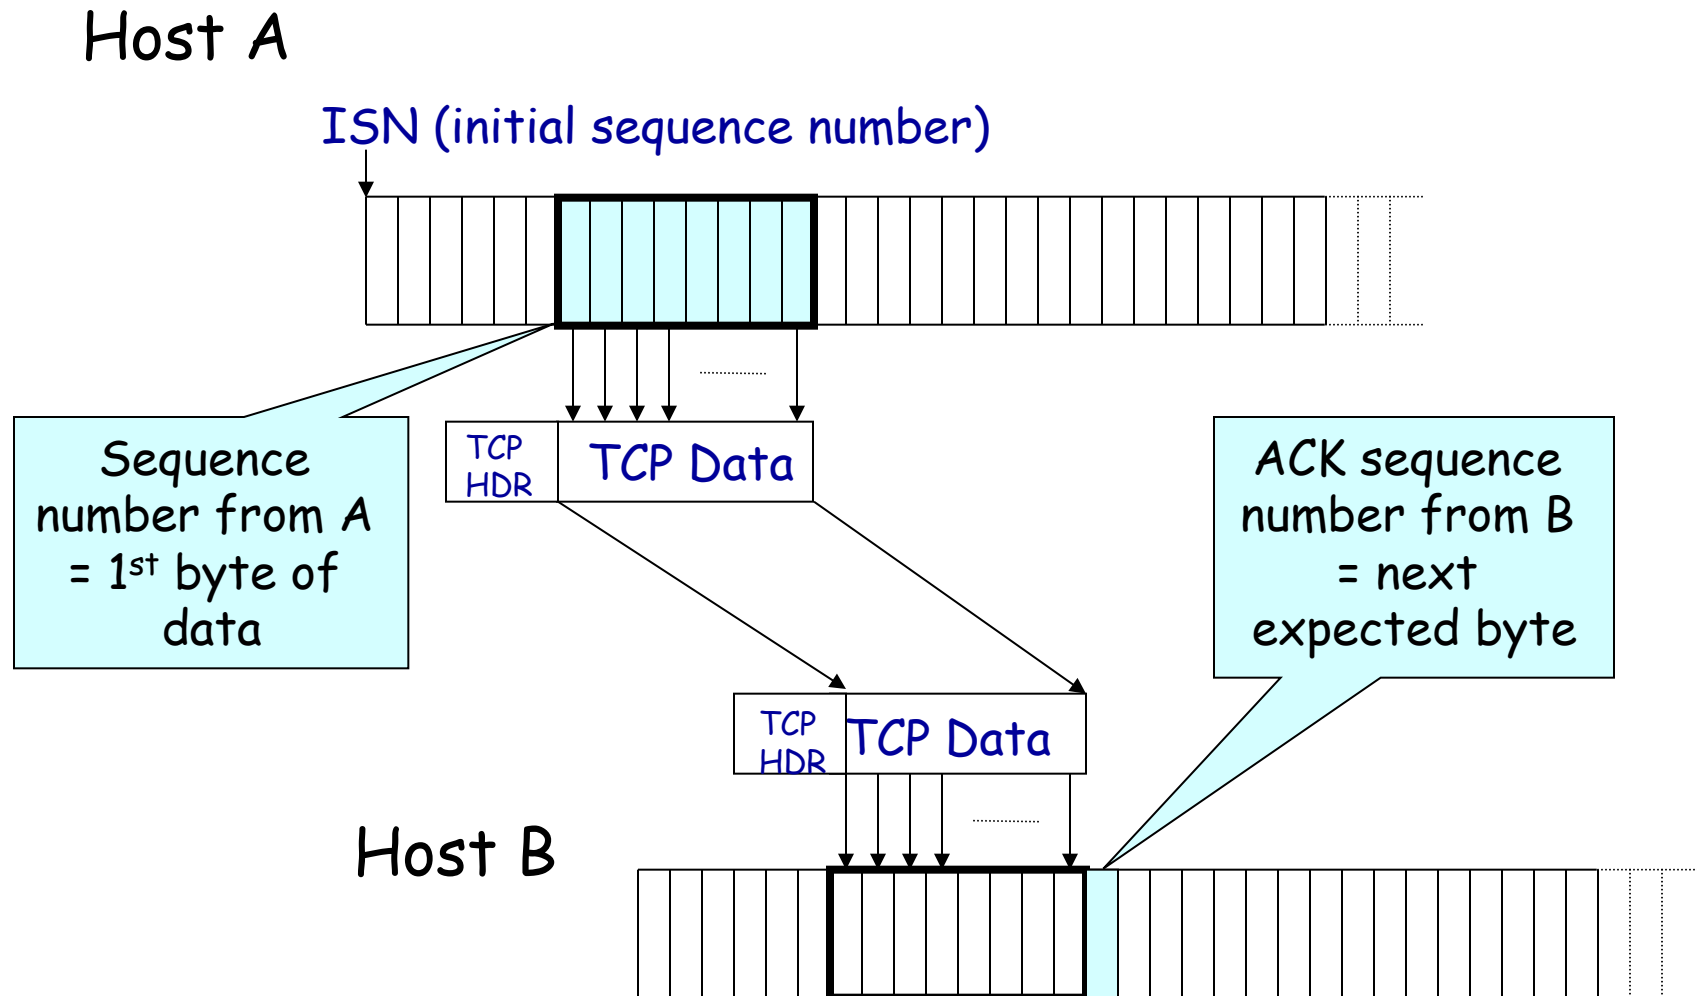 Host A
ISN (initial sequence number)
TCP
HDR
TCP Data
Sequence
number from A
= 1st byte of
data
ACK sequence
number from B
= next
expected byte
TCP
HDR
TCP Data
Host B